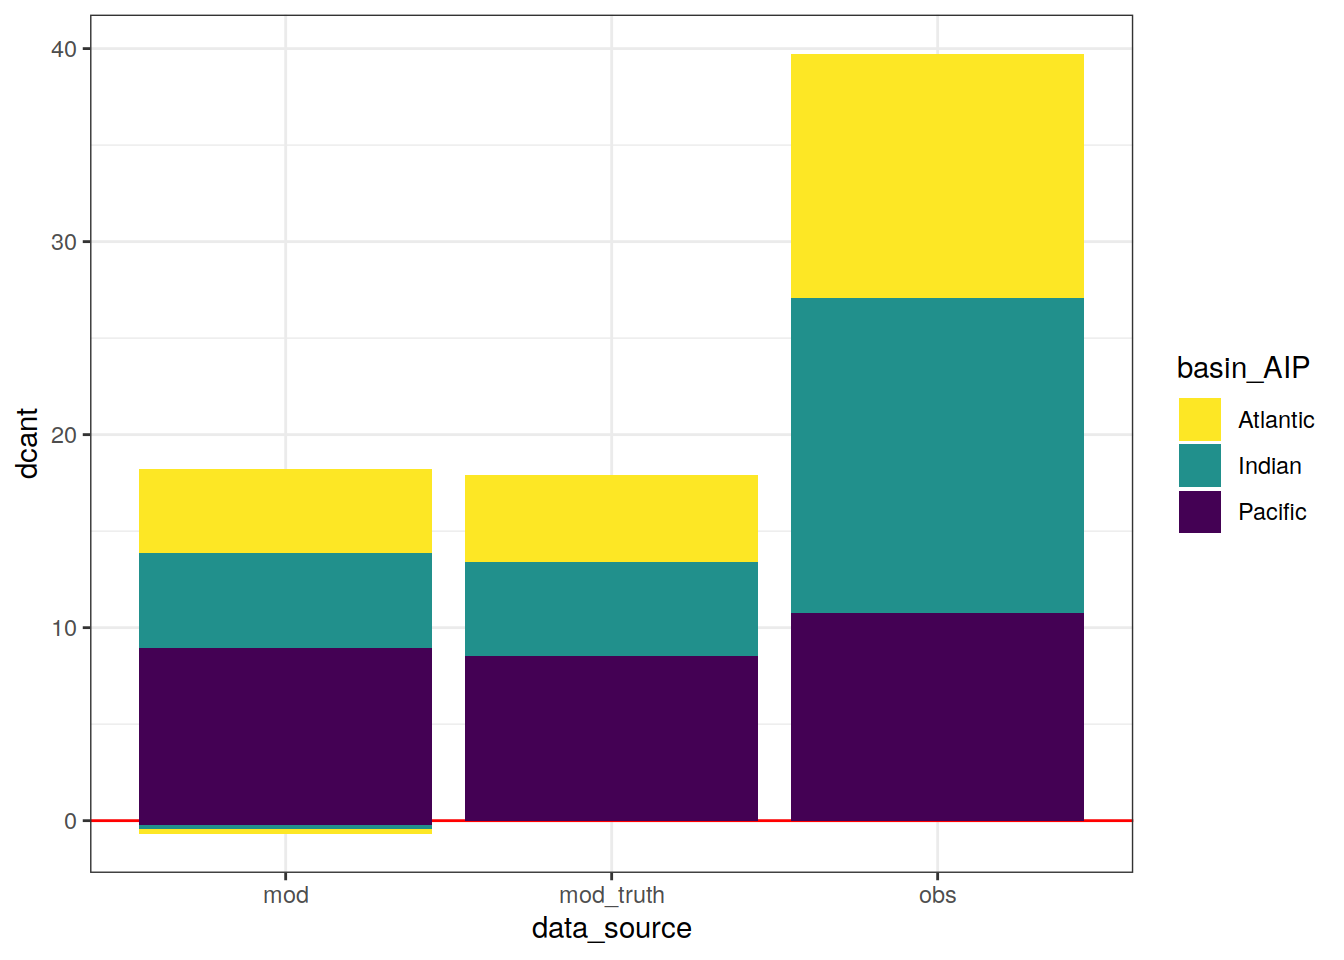 40
30
20
10
0
dcant
mod
mod_truth
obs
data_source
basin_AIP
Atlantic
Indian
Pacific